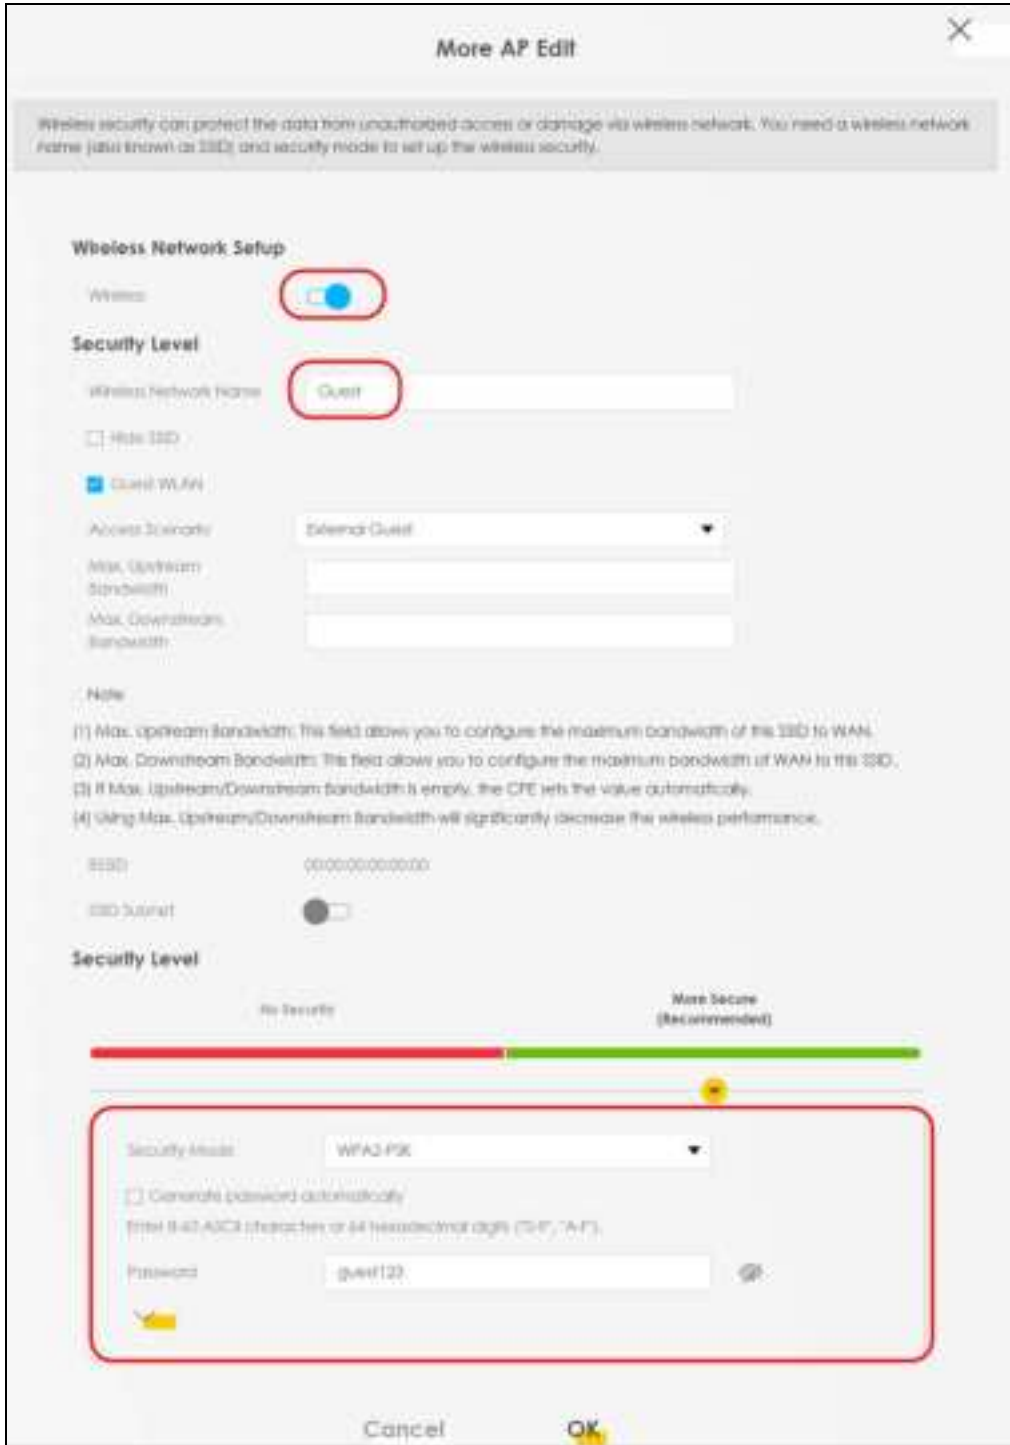 More AP Edit
Wireless security can protect the data from unauthorized access or damage via wireless network. You need a wireless network
name (also known as SSID) and security mode to set up the wireless security.
Wireless Network Setup
Wireless
Security Level
Wireless Network Name
Guest
Hide SSID
Guest WLAN
Access Scenario
External Guest
Max. Upstream
Bandwidth
Max. Downstream
Bandwidth
Note
(1) Max. Upstream Bandwidth: This field allows you to configure the maximum bandwidth of this SSID to WAN.
(2) Max. Downstream Bandwidth: This field allows you to configure the maximum bandwidth of WAN to this SSID.
(3) If Max. Upstream/Downstream Bandwidth is empty, the CPE sets the value automatically.
(4) Using Max. Upstream/Downstream Bandwidth will significantly decrease the wireless performance.
BSSID
00:00:00:00:00:00
SSID Subnet
Security Level
No Security
More Secure
(Recommended)
Security Mode
WPA2-PSK
Generate password automatically
Enter 8-63 ASCII characters or 64 hexadecimal digits ("0-9", "A-F").
Password
guest123
Cancel
OK